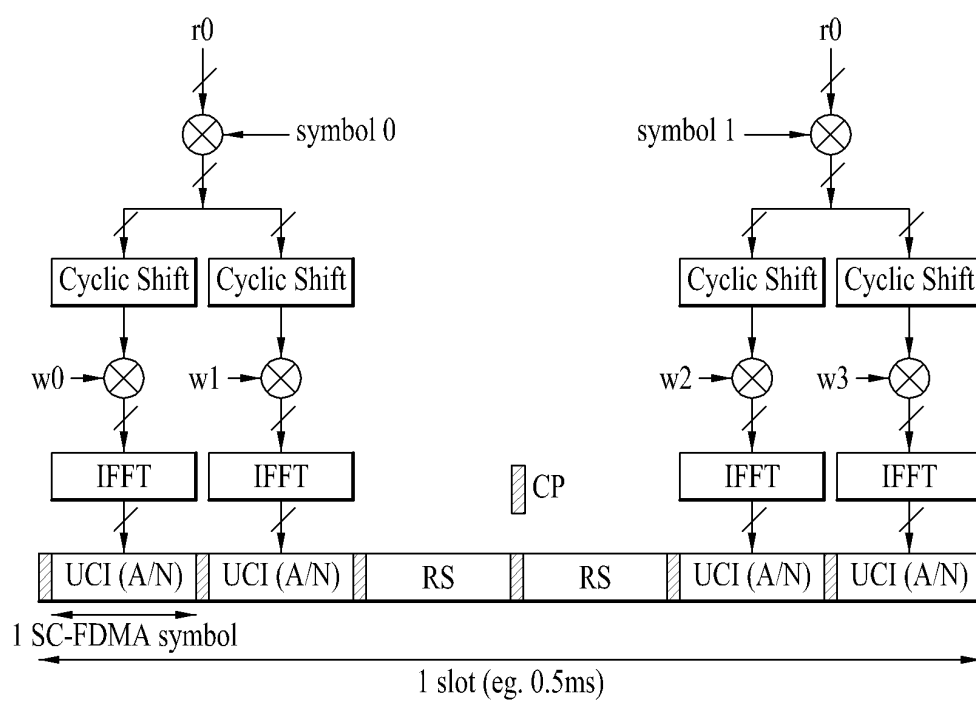 r0 r0
symbol 0 symbol 1
Cyclic Shift Cyclic Shift Cyclic Shift Cyclic Shift
w0 w1 w2 w3
IFFT IFFT IFFT IFFT
CP
UCI (A/N) UCI (A/N) RS RS UCI (A/N) UCI (A/N)
1 SC-FDMA symbol
1 slot (eg. 0.5ms)